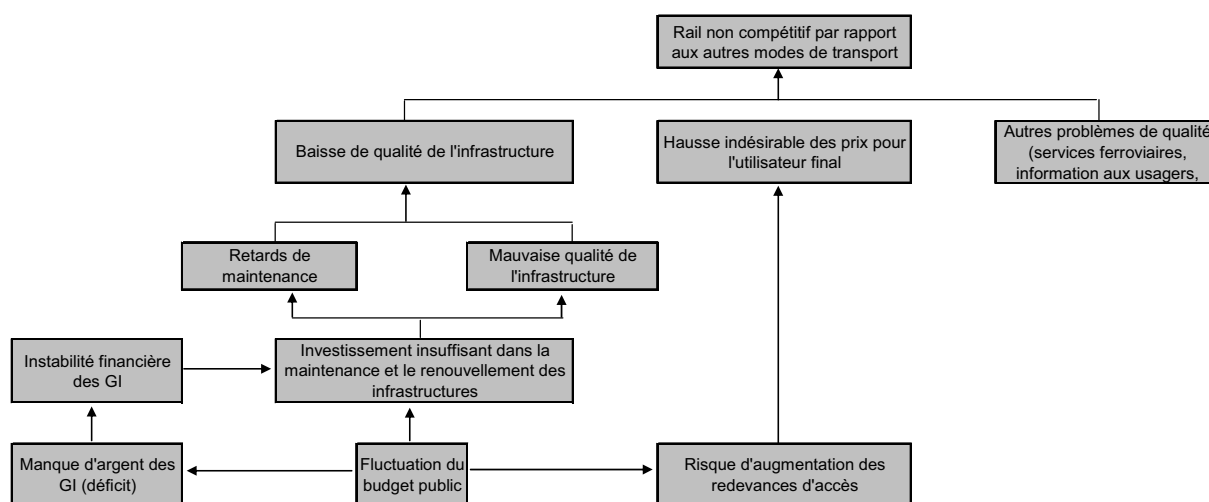 Rail non compétitif par rapport
aux autres modes de transport
Baisse de qualité de l'infrastructure
Hausse indésirable des prix pour
l'utilisateur final
Autres problèmes de qualité
(services ferroviaires,
information aux usagers,
Retards de
maintenance
Mauvaise qualité de
l'infrastructure
Instabilité financière
des GI
Investissement insuffisant dans la
maintenance et le renouvellement des
infrastructures
Manque d'argent des
GI (déficit)
Fluctuation du
budget public
Risque d'augmentation des
redevances d'accès